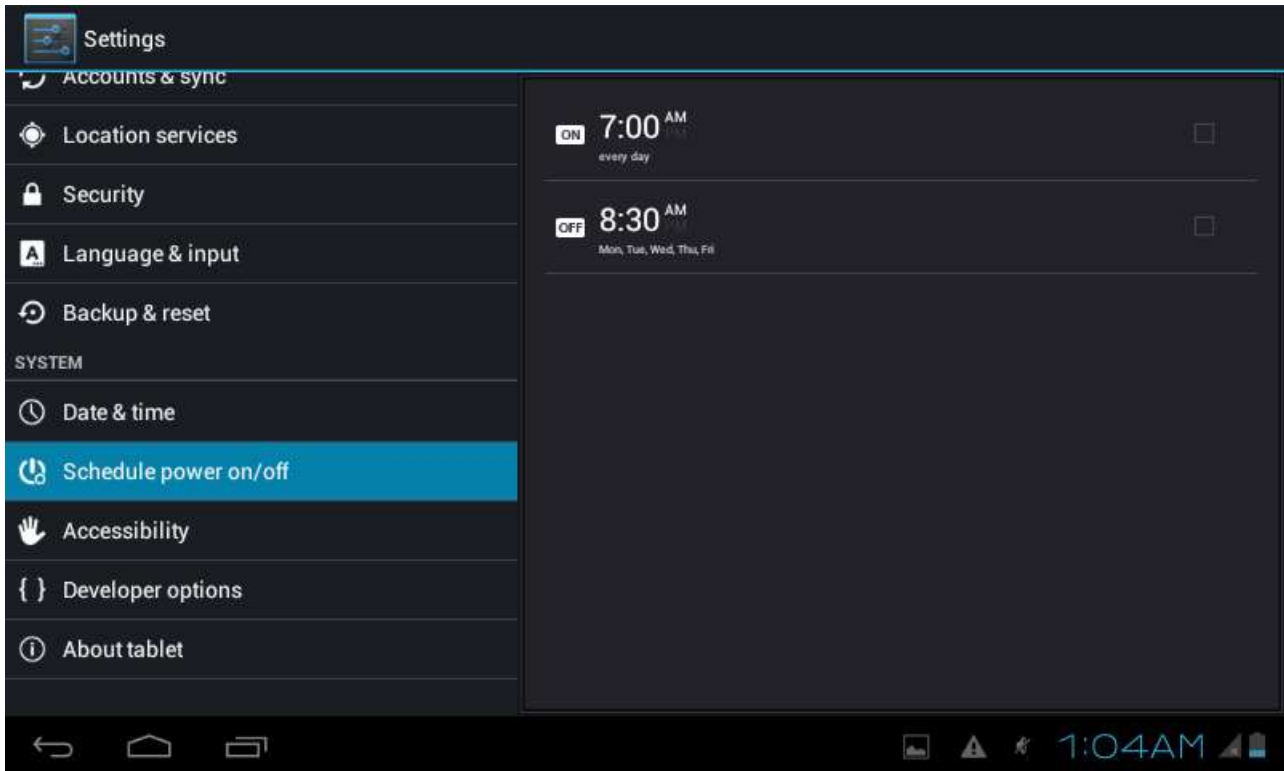 Settings
Accounts & sync
Location services
Security
Language & input
Backup & reset
SYSTEM
Date & time
Schedule power on/off
Accessibility
{ } Developer options
About tablet
ON 7:00 AM
PM
every day
OFF 8:30 AM
PM
Mon, Tue, Wed, Thu, Fri
1:04AM